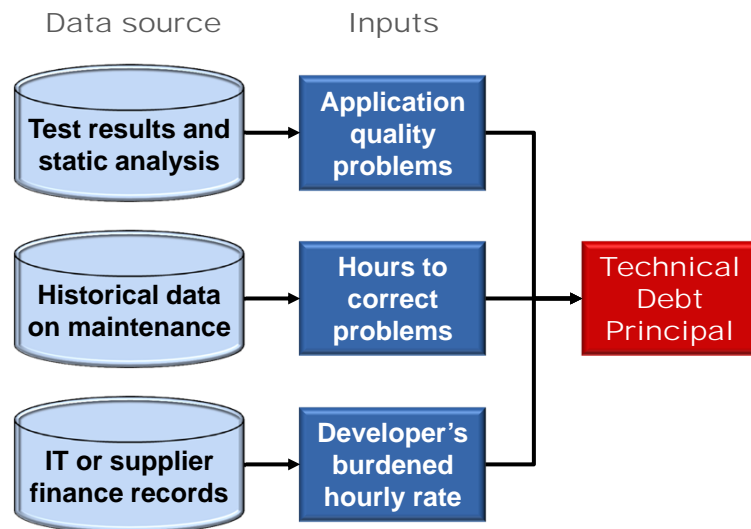 Data source
Inputs
Test results and
static analysis
Application
quality
problems
Historical data
on maintenance
Hours to
correct
problems
Technical
Debt
Principal
IT or supplier
finance records
Developer’s
burdened
hourly rate